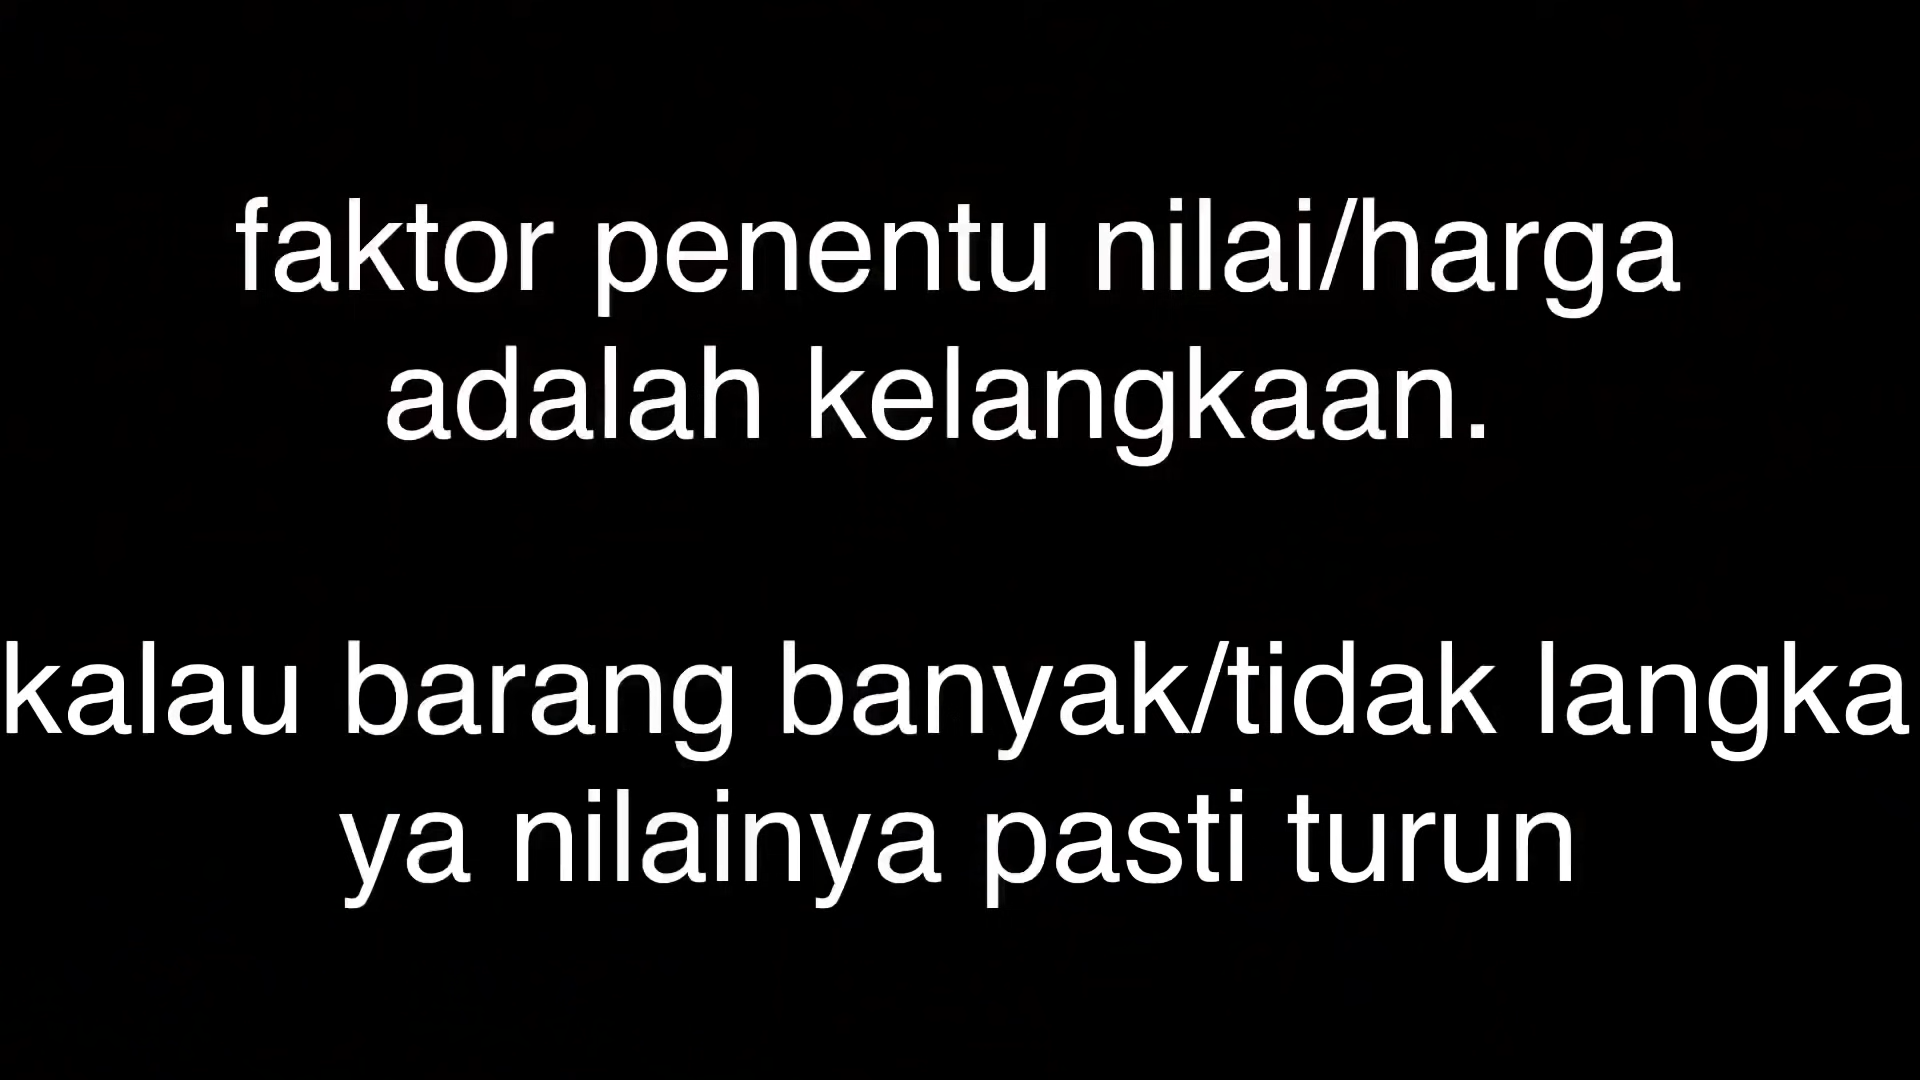 faktor penentu nilai/harga
adalah kelangkaan.
kalau barang banyak/tidak langka
ya nilainya pasti turun